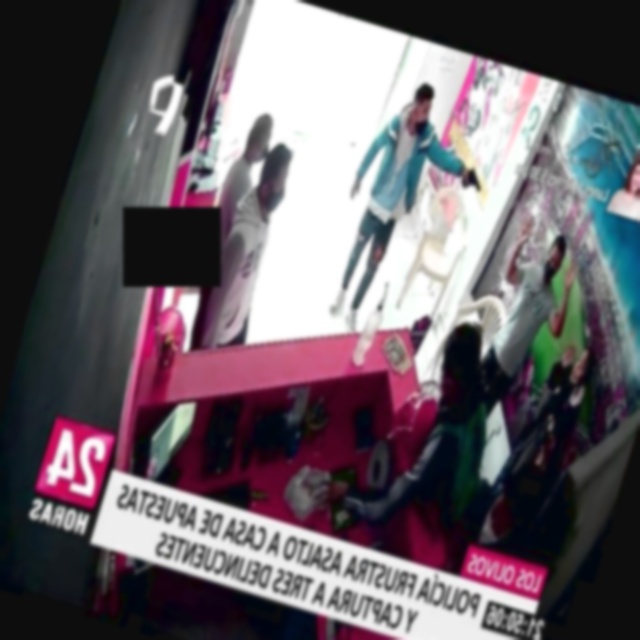 24
HORAS
LOS OLIVOS
21:50:06
POLICÍA FRUSTRA ASALTO A CASA DE APUESTAS
Y CAPTURA A TRES DELINCUENTES